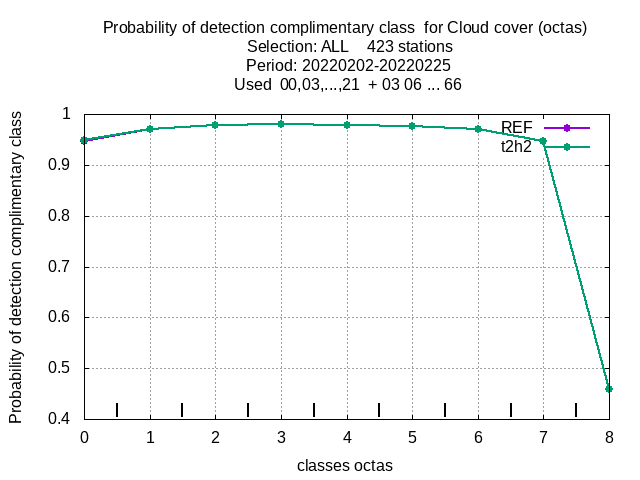 Probability of detection complimentary class  for Cloud cover (octas)
Selection: ALL    423 stations
Period: 20220202-20220225
Used  00,03,...,21  + 03 06 ... 66
Probability of detection complimentary class
1
0.9
0.8
0.7
0.6
0.5
0.4
REF
t2h2
0 1 2 3 4 5 6 7 8
classes octas